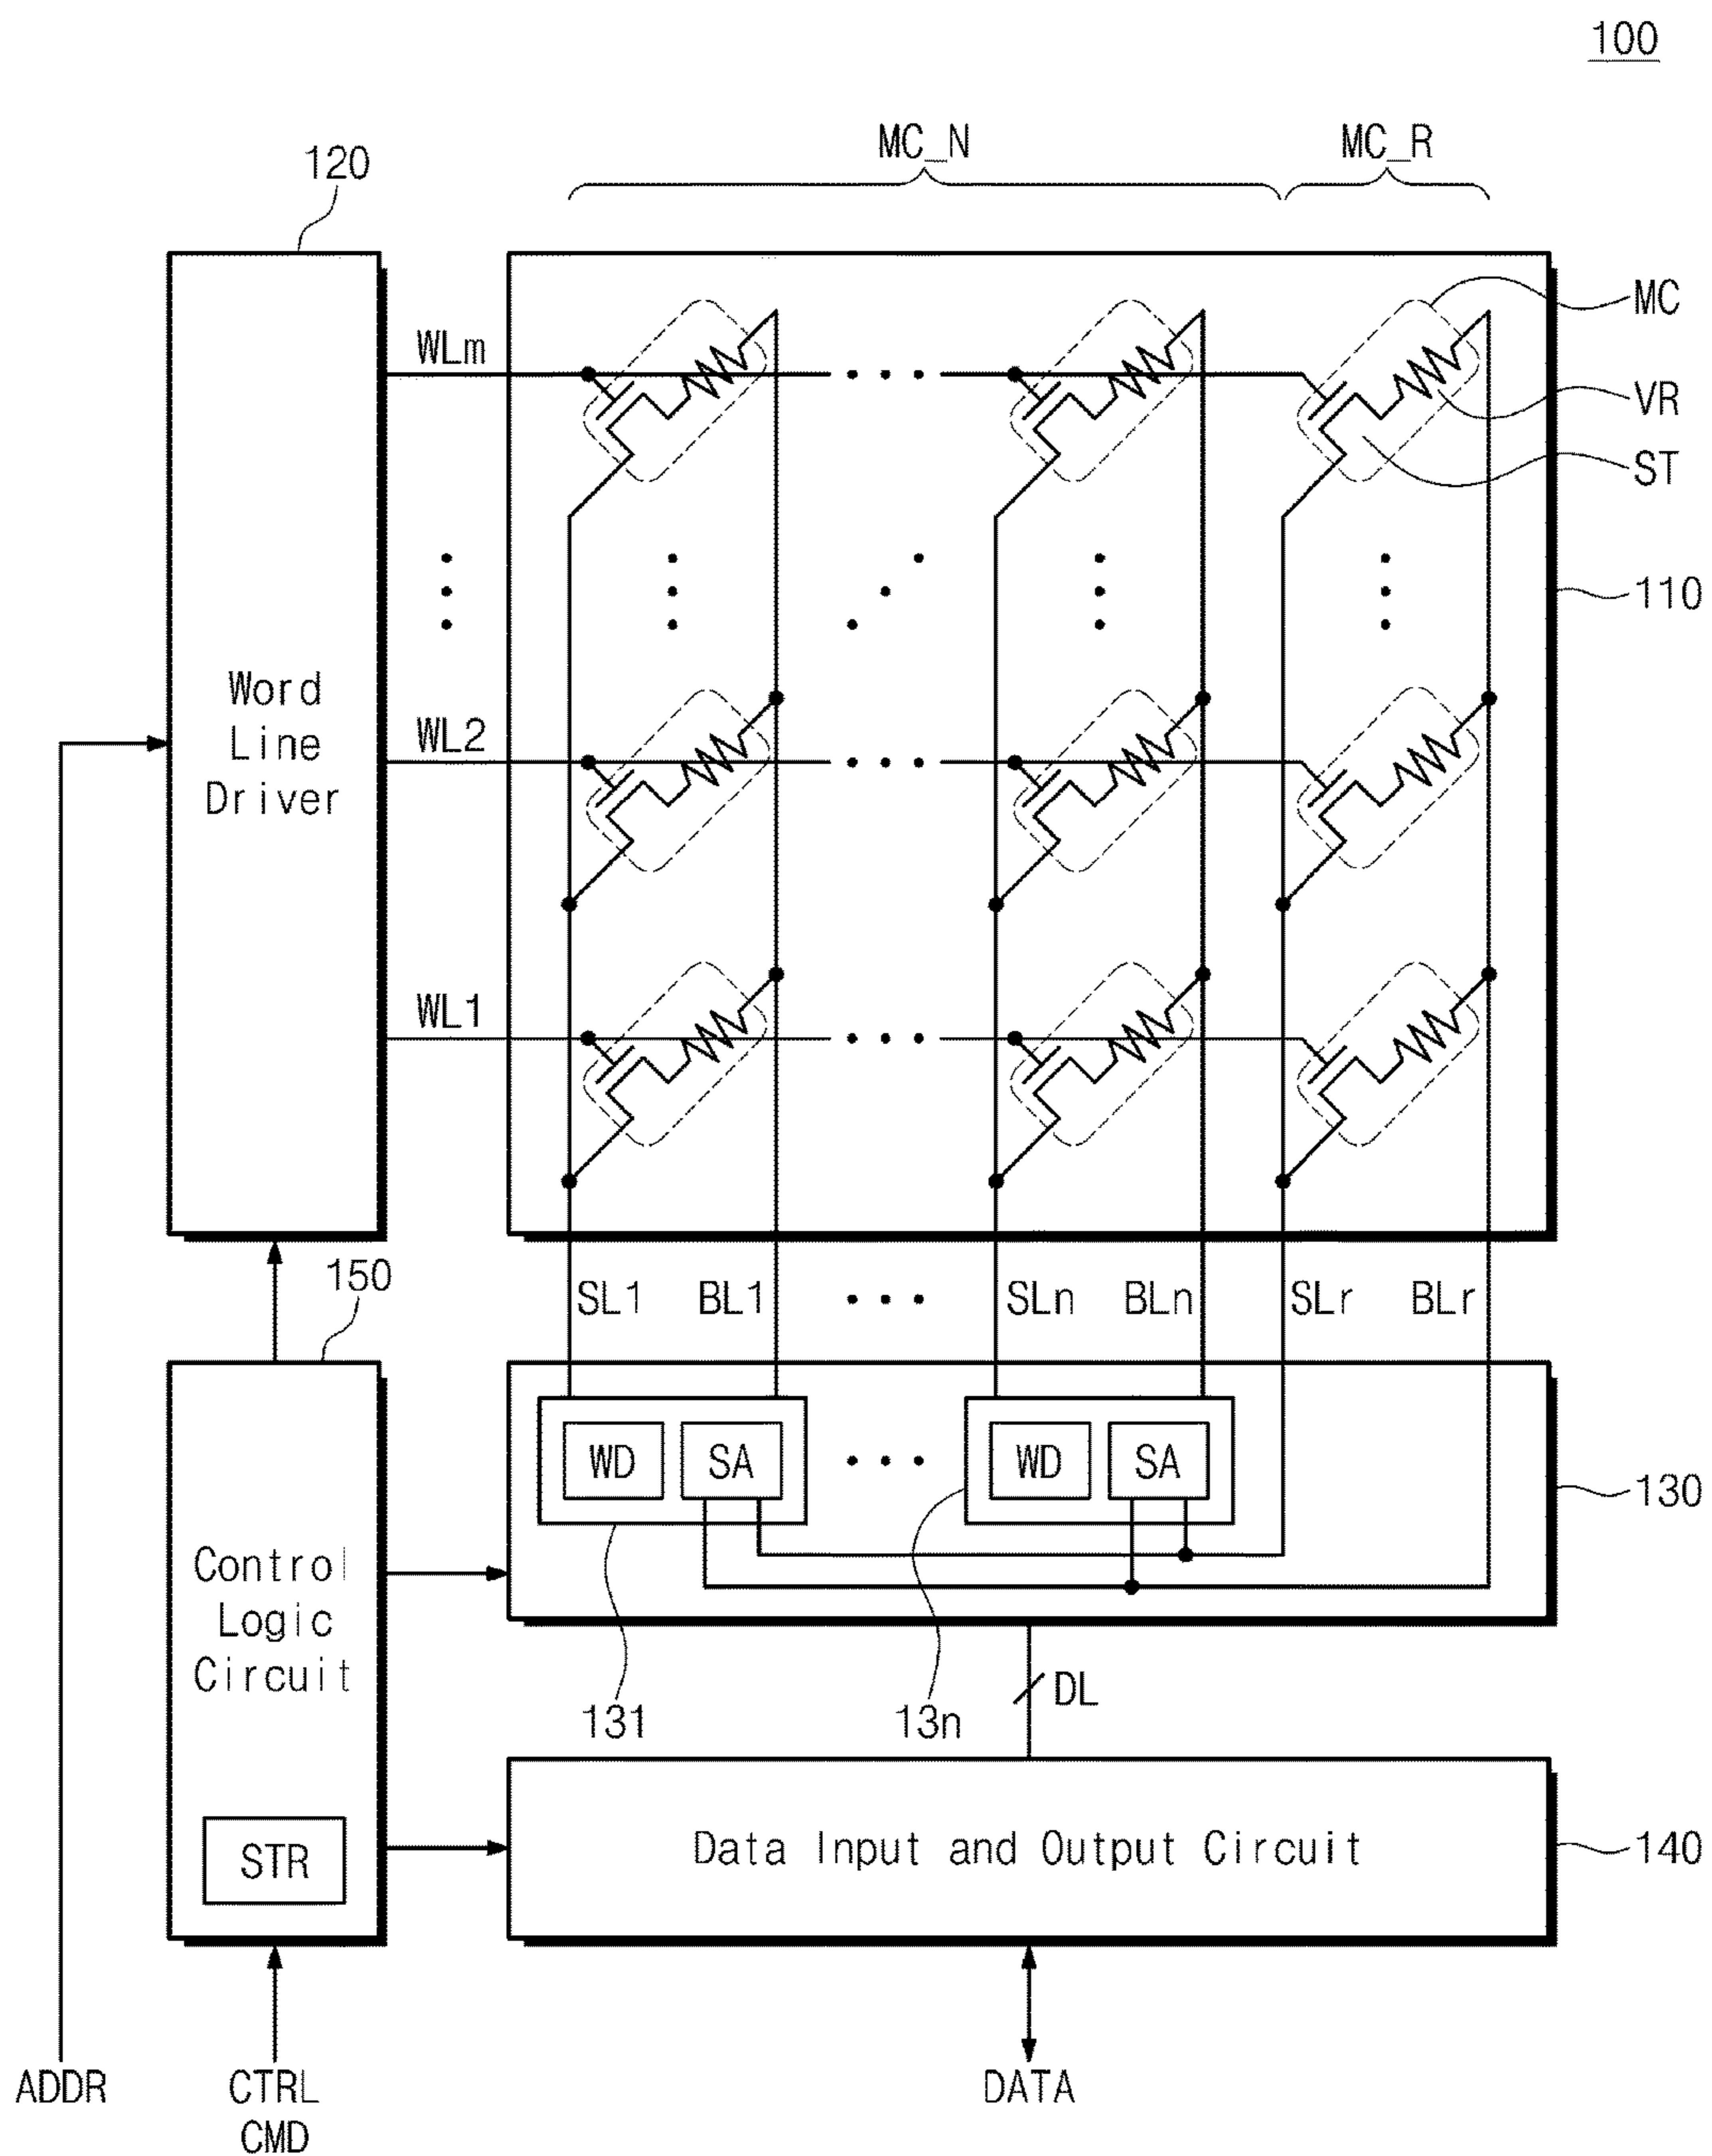 100
MC_N
MC_R
120
MC
WLm
VR
ST
110
Word
Line
Driver
WL2
WL1
150
SL1
BL1
SLn
BLn
SLr
BLr
WD
SA
WD
SA
130
Control
Logic
Circuit
131
13n
DL
STR
Data Input and Output Circuit
140
ADDR
CTRL
CMD
DATA